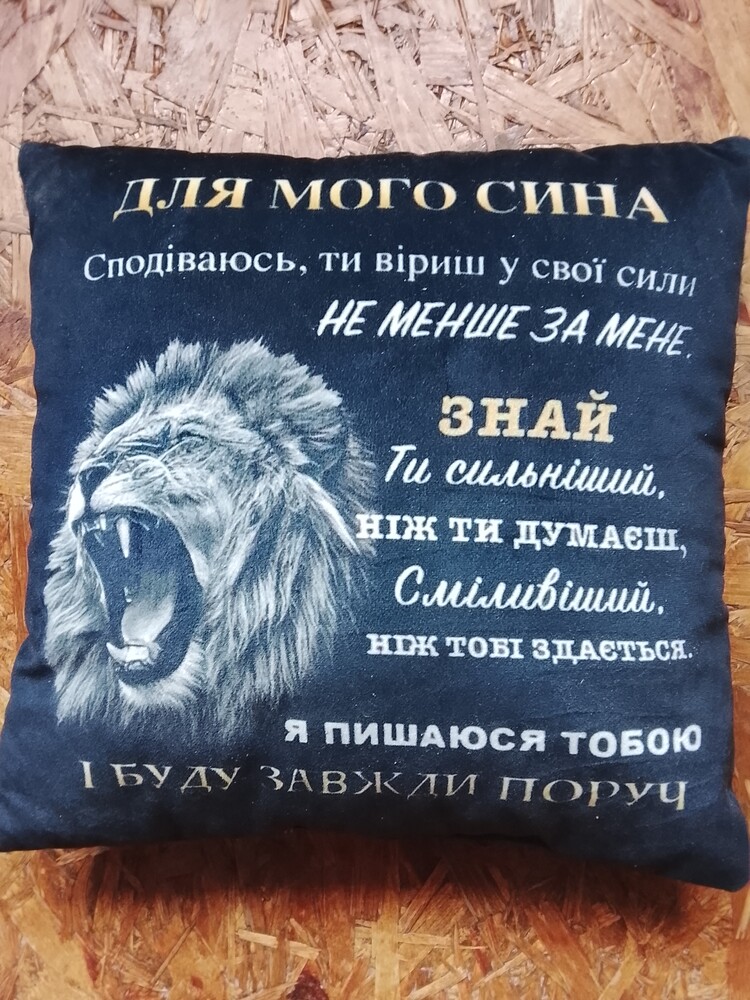 ДЛЯ МОГО СИНА
Сподіваюсь, ти віриш у свої сили
НЕ МЕНШЕ ЗА МЕНЕ.
ЗНАЙ
Ти сильніший,
НІЖ ТИ ДУМАЄШ,
Сміливіший,
НІЖ ТОБІ ЗДАЄТЬСЯ.
Я ПИШАЮСЯ ТОБОЮ
І БУДУ ЗАВЖДИ ПОРУЧ